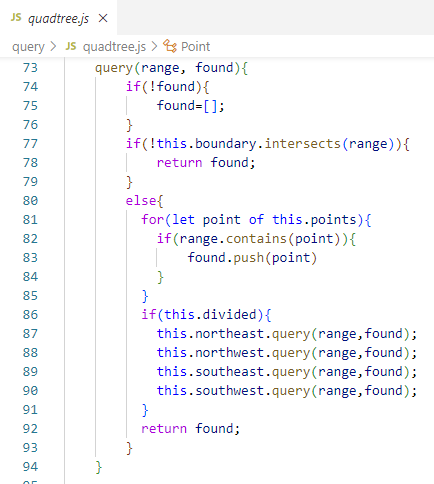 JS quadtree.js ×
query > JS quadtree.js > Point
73 query(range, found){
74 if(!found){
75 found=[];
76 }
77 if(!this.boundary.intersects(range)){
78 return found;
79 }
80 else{
81 for(let point of this.points){
82 if(range.contains(point)){
83 found.push(point)
84 }
85 }
86 if(this.divided){
87 this.northeast.query(range,found);
88 this.northwest.query(range,found);
89 this.southeast.query(range,found);
90 this.southwest.query(range,found);
91 }
92 return found;
93 }
94 }